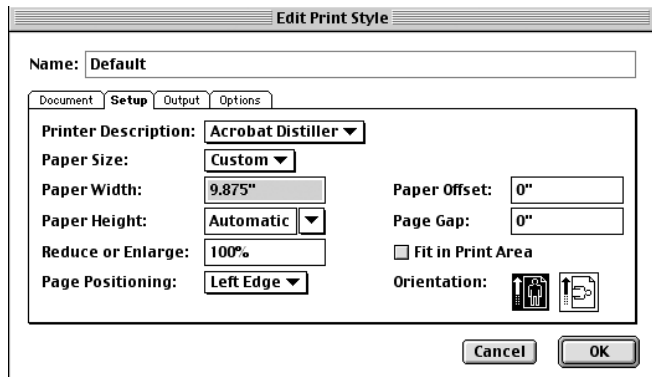 Edit Print Style
Name: Default
Document Setup Output Options
Printer Description: Acrobat Distiller
Paper Size: Custom
Paper Width: 9.875" Paper Offset: 0"
Paper Height: Automatic Page Gap: 0"
Reduce or Enlarge: 100% Fit in Print Area
Page Positioning: Left Edge Orientation:
Cancel OK